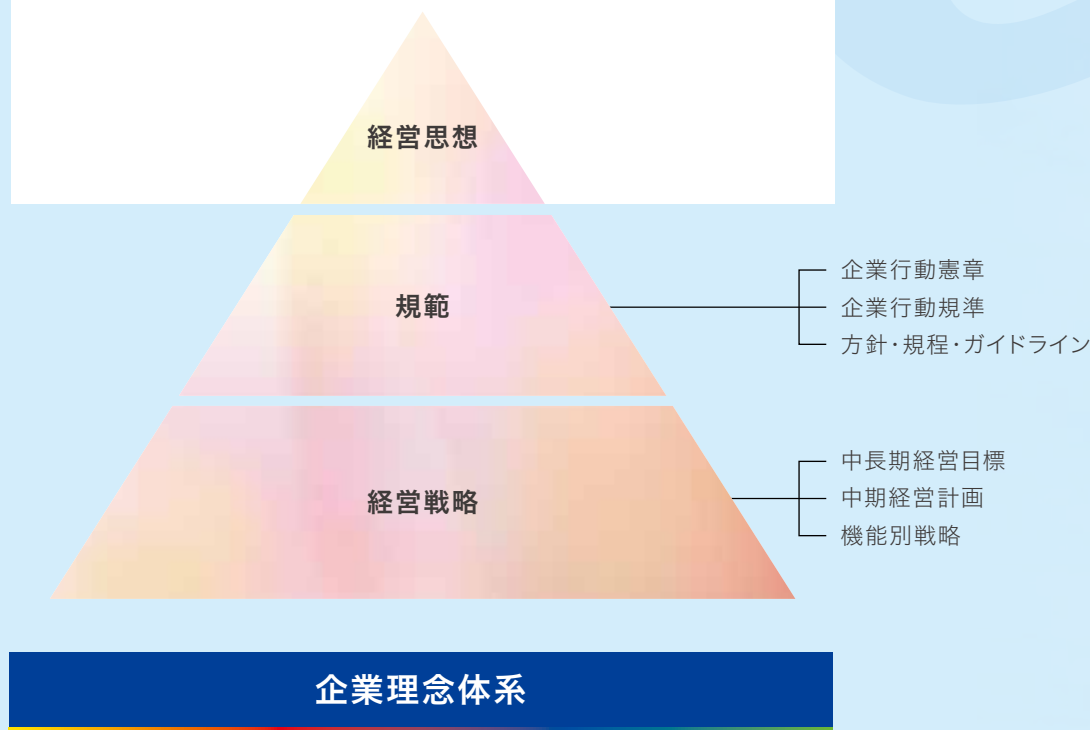 経営思想
規範
企業行動憲章
企業行動規準
方針・規程・ガイドライン
経営戦略
中長期経営目標
中期経営計画
機能別戦略
企業理念体系